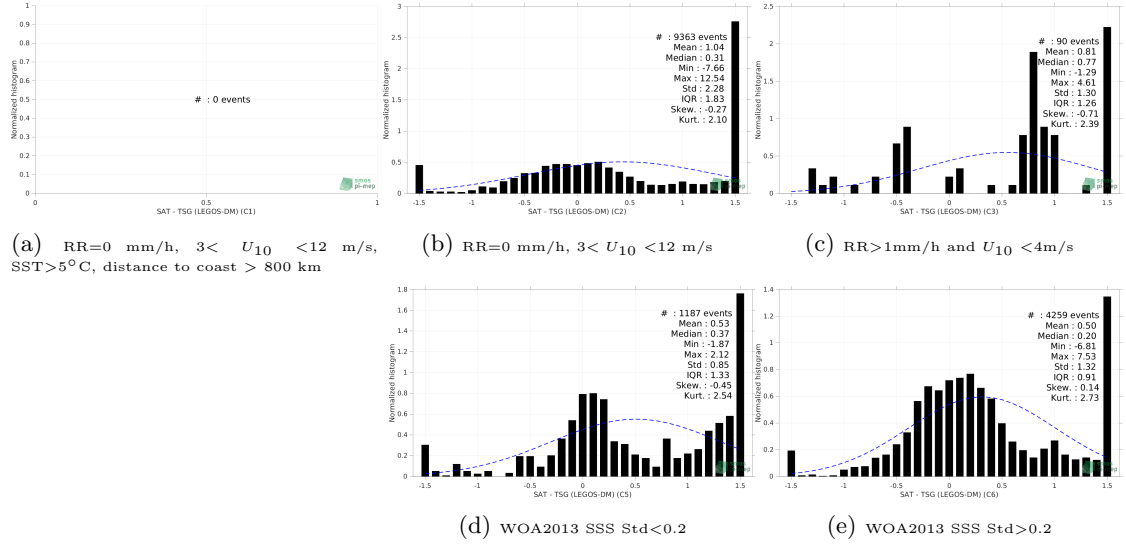 1
0.9
0.8
0.7
0.6
0.5
0.4
0.3
0.2
0.1
0
Normalized histogram
# : 0 events
smos
pi-mep
0 0.5 1
SAT - TSG (LEGOS-DM) (C1)
(a) RR=0 mm/h, 3< U10 <12 m/s,
SST>5°C, distance to coast > 800 km
3
2.5
2
1.5
1
0.5
0
Normalized histogram
# : 9363 events
Mean : 1.04
Median : 0.31
Min : -7.66
Max : 12.54
Std : 2.28
IQR : 1.83
Skew. : -0.27
Kurt. : 2.10
smos
pi-mep
-1.5 -1 -0.5 0 0.5 1 1.5
SAT - TSG (LEGOS-DM) (C2)
(b) RR=0 mm/h, 3< U10 <12 m/s
2.5
2
1.5
1
0.5
0
Normalized histogram
# : 90 events
Mean : 0.81
Median : 0.77
Min : -1.29
Max : 4.61
Std : 1.30
IQR : 1.26
Skew. : -0.71
Kurt. : 2.39
smos
pi-mep
-1.5 -1 -0.5 0 0.5 1 1.5
SAT - TSG (LEGOS-DM) (C3)
(c) RR>1mm/h and U10 <4m/s
1.8
1.6
1.4
1.2
1
0.8
0.6
0.4
0.2
0
Normalized histogram
# : 1187 events
Mean : 0.53
Median : 0.37
Min : -1.87
Max : 2.12
Std : 0.85
IQR : 1.33
Skew. : -0.45
Kurt. : 2.54
smos
pi-mep
-1.5 -1 -0.5 0 0.5 1 1.5
SAT - TSG (LEGOS-DM) (C5)
(d) WOA2013 SSS Std<0.2
1.4
1.2
1
0.8
0.6
0.4
0.2
0
Normalized histogram
# : 4259 events
Mean : 0.50
Median : 0.20
Min : -6.81
Max : 7.53
Std : 1.32
IQR : 0.91
Skew. : 0.14
Kurt. : 2.73
smos
pi-mep
-1.5 -1 -0.5 0 0.5 1 1.5
SAT - TSG (LEGOS-DM) (C6)
(e) WOA2013 SSS Std>0.2